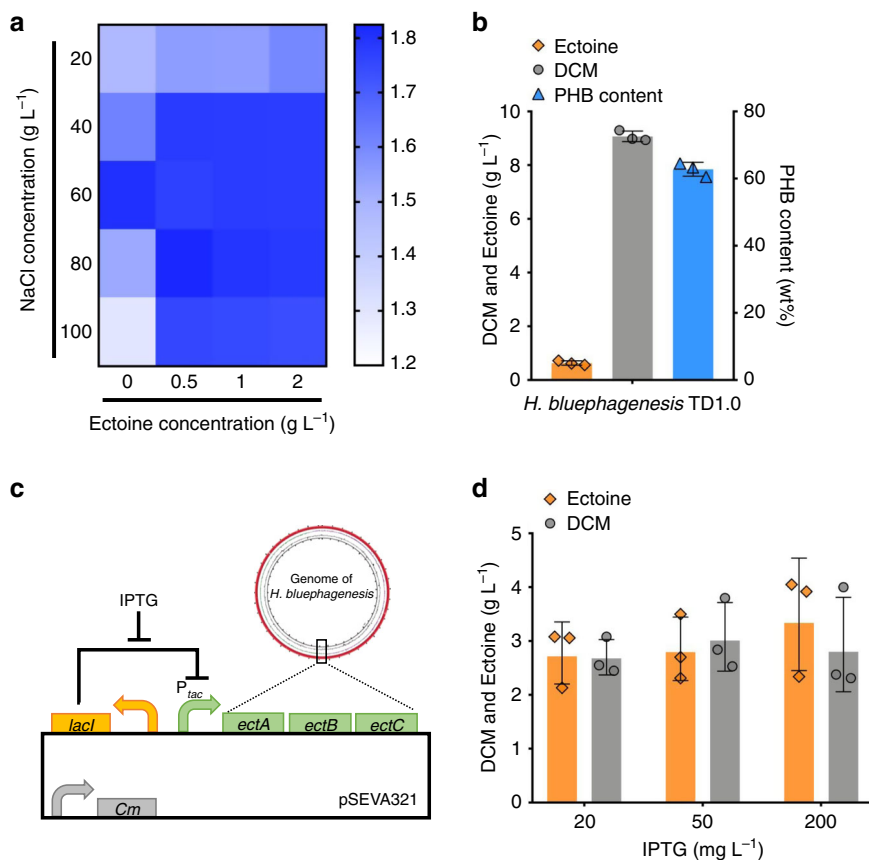 a
NaCl concentration (g L⁻¹)
20
40
60
80
100
0 0.5 1 2
Ectoine concentration (g L⁻¹)
1.8
1.7
1.6
1.5
1.4
1.3
1.2
b
Ectoine
DCM
PHB content
DCM and Ectoine (g L⁻¹)
10
8
6
4
2
0
80
60
40
20
0
PHB content (wt%)
H. bluephagenesis TD1.0
c
IPTG
Genome of
H. bluephagenesis
Ptac
lacI
ectA ectB ectC
Cm
pSEVA321
d
Ectoine
DCM
DCM and Ectoine (g L⁻¹)
5
4
3
2
1
0
20 50 200
IPTG (mg L⁻¹)